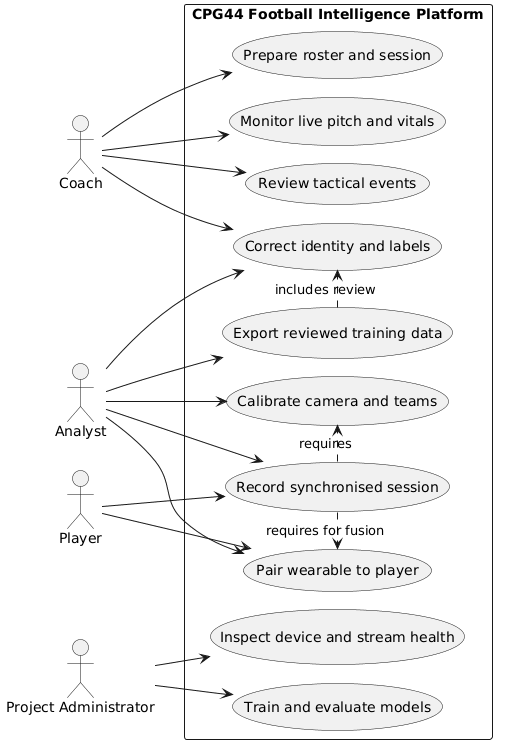 CPG44 Football Intelligence Platform
Prepare roster and session
Monitor live pitch and vitals
Coach
Review tactical events
Correct identity and labels
includes review
Export reviewed training data
Calibrate camera and teams
Analyst
requires
Record synchronised session
Player
requires for fusion
Pair wearable to player
Inspect device and stream health
Project Administrator
Train and evaluate models